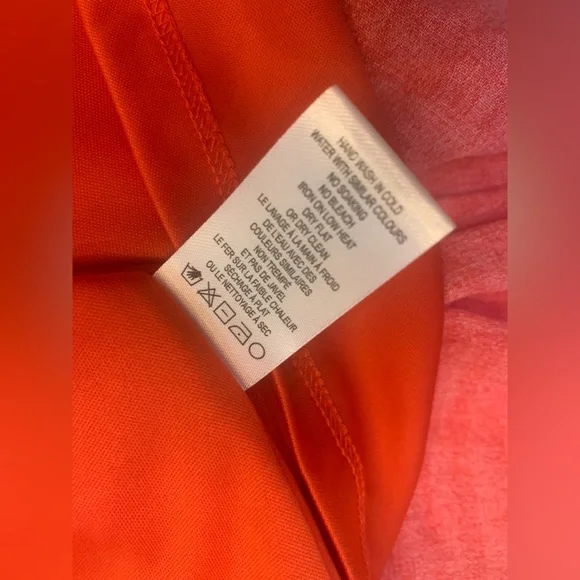 HAND WASH IN COLD
WATER WITH SIMILAR COLOURS
NO SOAKING
NO BLEACH
IRON ON LOW HEAT
DRY FLAT
OR DRY CLEAN
LE LAVAGE À LA MAIN À FROID
DE L'EAU AVEC DES
COULEURS SIMILAIRES
NON TREMPÉ
ET PAS DE JAVEL
LE FER SUR LA FAIBLE CHALEUR
SÉCHAGE À PLAT
OU LE NETTOYAGE À SEC